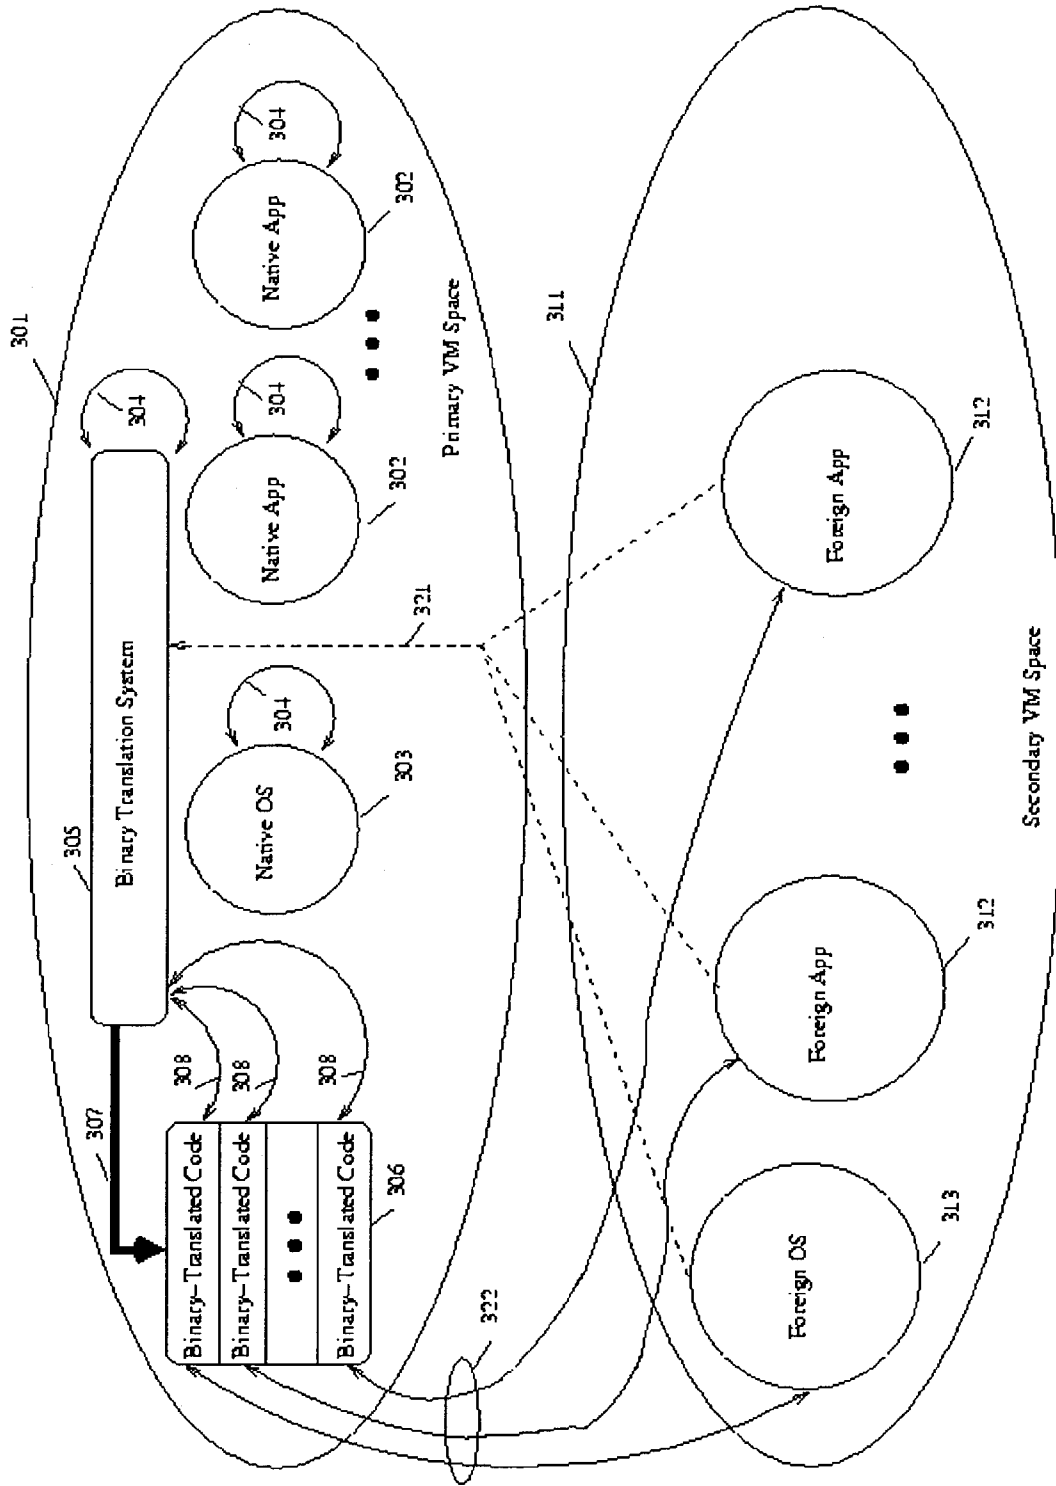 301
304
305
Binary Translation System
307
304
304
304
Native App
Native App
Native OS
302
302
303
308
308
308
Binary-Translated Code
Binary-Translated Code
Binary-Translated Code
306
Primary VM Space
321
322
311
Foreign App
Foreign App
Foreign OS
312
312
313
Secondary VM Space